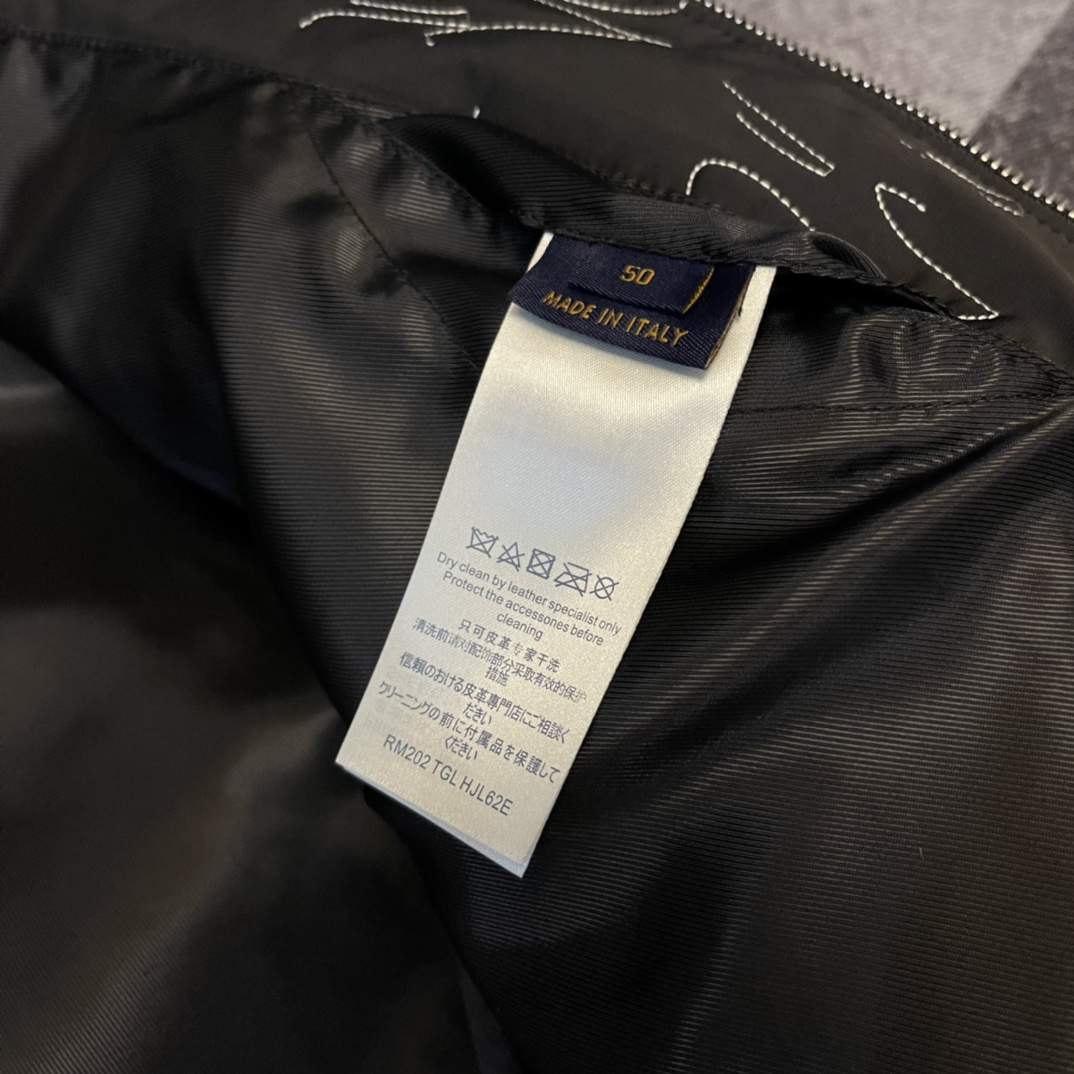 50
MADE IN ITALY
Dry clean by leather specialist only
Protect the accessones before
cleaning
只可皮革专家干洗
清洗前请对配饰部分采取有效的保护
措施
信頼のおける皮革専門店にご相談く
ださい
クリーニングの前に付属品を保護して
ください
RM202 TGL HJL62E